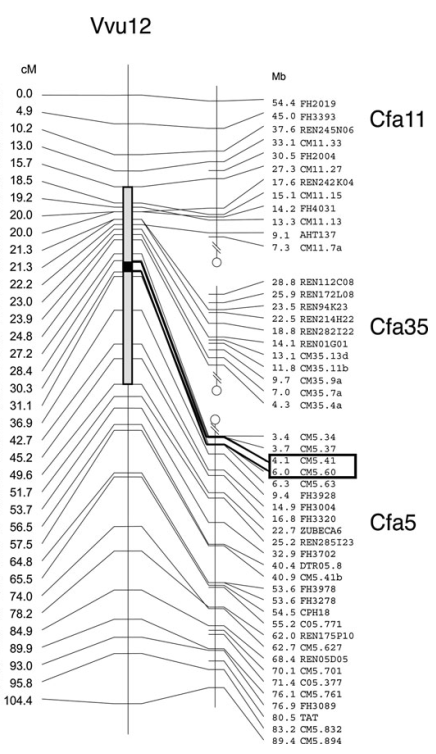 Vvu12
cM
Mb
0.0
4.9
10.2
13.0
15.7
18.5
19.2
20.0
20.0
21.3
21.3
22.2
23.0
23.9
24.8
27.2
28.4
30.3
31.1
36.9
42.7
45.2
49.6
51.7
53.7
56.5
57.5
64.8
65.5
74.0
78.2
84.9
89.9
93.0
95.8
104.4
54.4 FH2019
45.0 FH3393
37.6 REN245N06
33.1 CM11.33
30.5 FH2004
27.3 CM11.27
17.6 REN242K04
15.1 CM11.15
14.2 FH4031
13.3 CM11.13
9.1 AHT137
7.3 CM11.7a
Cfa11
28.8 REN112C08
25.9 REN172L08
23.5 REN94K23
22.5 REN214H22
18.8 REN282I22
14.1 REN01G01
13.1 CM35.13d
11.8 CM35.11b
9.7 CM35.9a
7.0 CM35.7a
4.3 CM35.4a
Cfa35
3.4 CM5.34
3.7 CM5.37
4.1 CM5.41
6.0 CM5.60
6.3 CM5.63
9.4 FH3928
14.9 FH3004
16.8 FH3320
22.7 ZUBECA6
25.2 REN285I23
32.9 FH3702
40.4 DTR05.8
40.9 CM5.41b
53.6 FH3978
53.6 FH3278
54.5 CPH18
55.2 C05.771
62.0 REN175P10
62.7 CM5.627
68.4 REN05D05
70.1 CM5.701
71.4 C05.377
76.1 CM5.761
76.9 FH3089
80.5 TAT
83.2 CM5.832
89.4 CM5.894
Cfa5